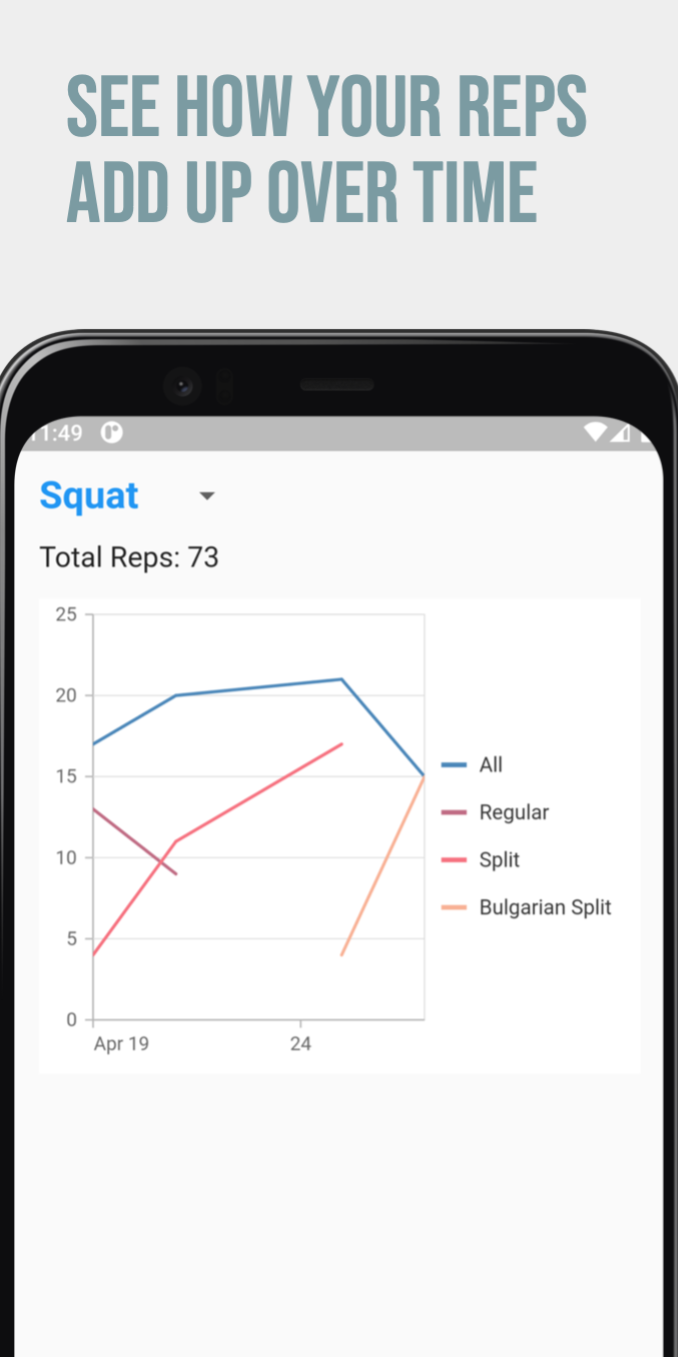 SEE HOW YOUR REPS
ADD UP OVER TIME
:49
Squat
Total Reps: 73
25
20
15
10
5
0
Apr 19
24
All
Regular
Split
Bulgarian Split